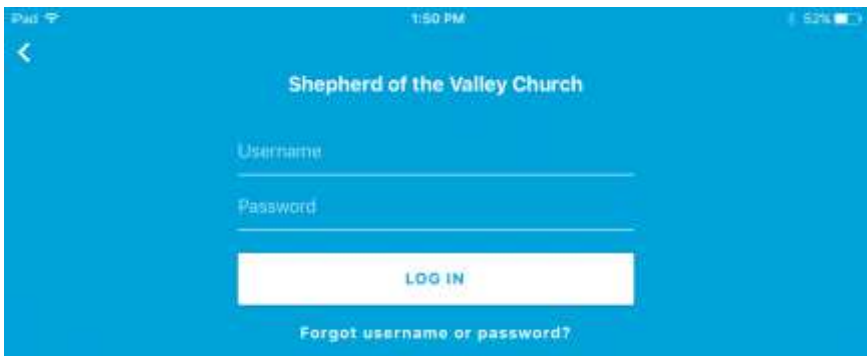 iPad 1:50 PM 52%
Shepherd of the Valley Church
Username
Password
LOG IN
Forgot username or password?